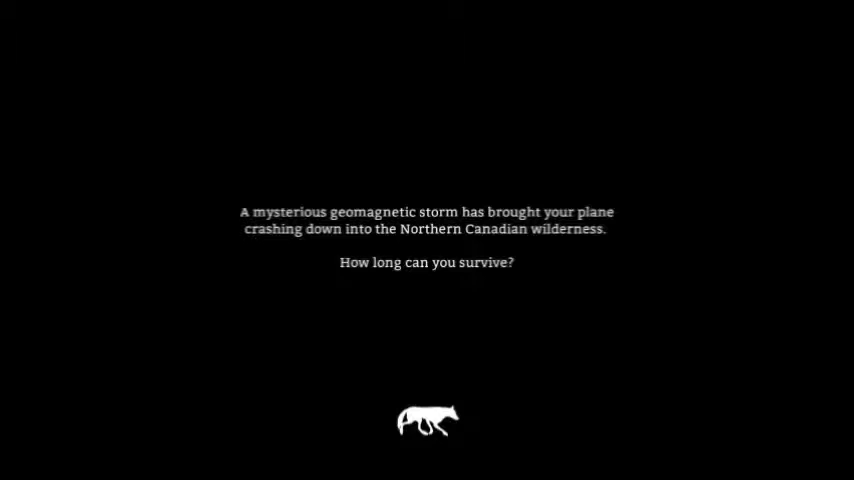 A mysterious geomagnetic storm has brought your plane
crashing down into the Northern Canadian wilderness.
How long can you survive?